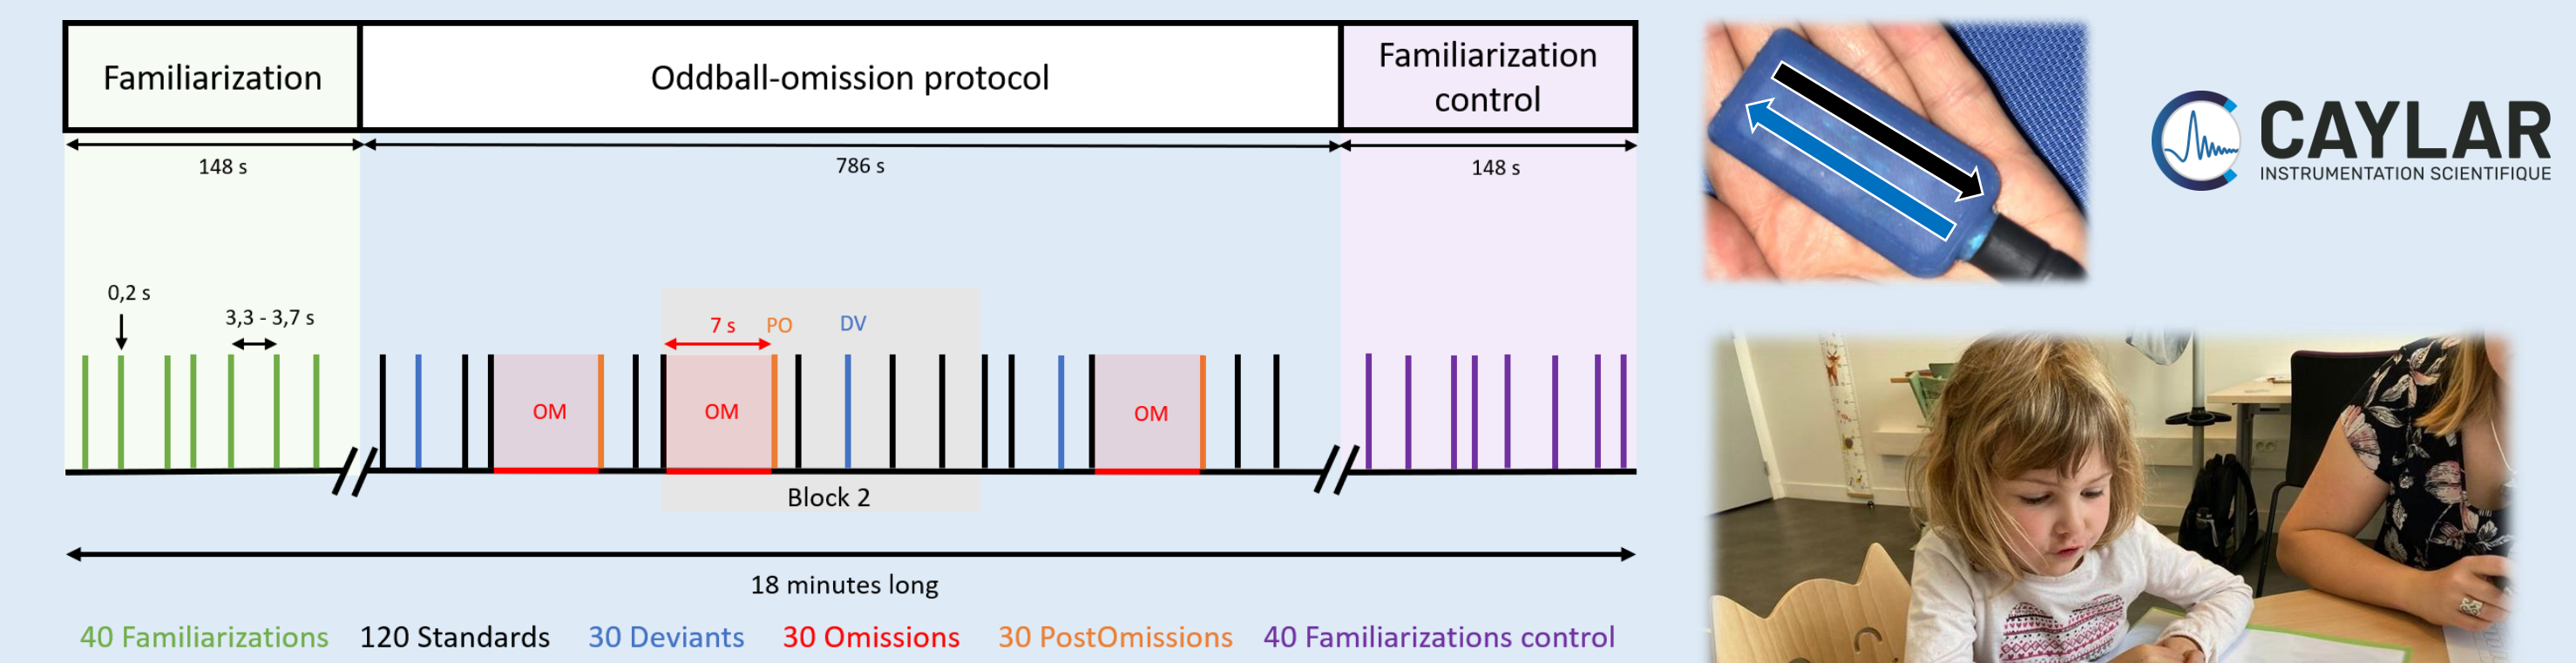 Familiarization
Oddball-omission protocol
Familiarization
control
148 s
786 s
148 s
0,2 s
3,3 - 3,7 s
7 s
PO
DV
OM
OM
OM
Block 2
18 minutes long
40 Familiarizations
120 Standards
30 Deviants
30 Omissions
30 PostOmissions
40 Familiarizations control
CAYLAR
INSTRUMENTATION SCIENTIFIQUE